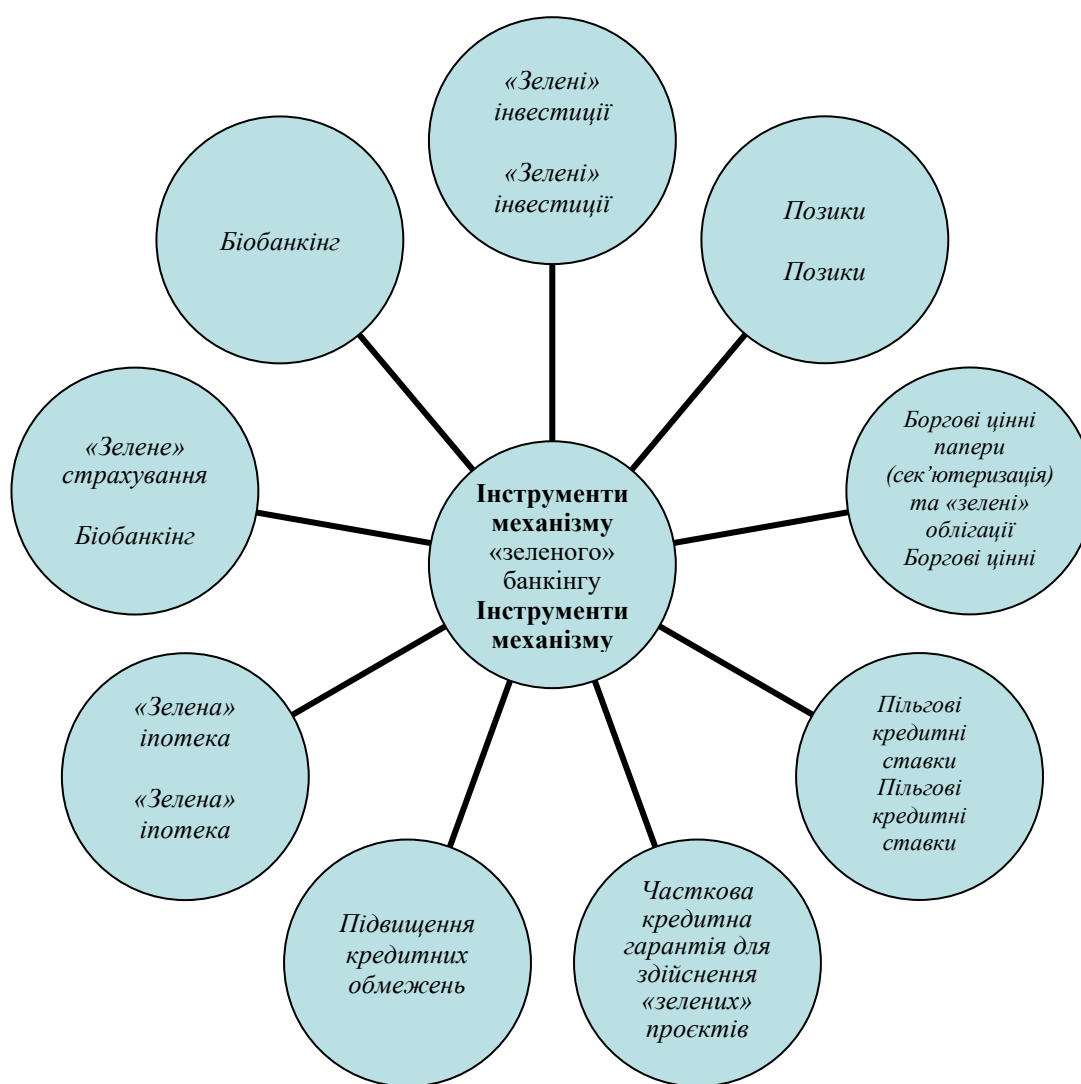 «Зелені»
інвестиції
«Зелені»
інвестиції
Позики
Позики
Біобанкінг
Боргові цінні
папери
(сек’ютеризація)
та «зелені»
облігації
Боргові цінні
«Зелене»
страхування
Біобанкінг
Інструменти
механізму
«зеленого»
банкінгу
Інструменти
механізму
Пільгові
кредитні
ставки
Пільгові
кредитні
ставки
«Зелена»
іпотека
«Зелена»
іпотека
Часткова
кредитна
гарантія для
здійснення
«зелених»
проєктів
Підвищення
кредитних
обмежень